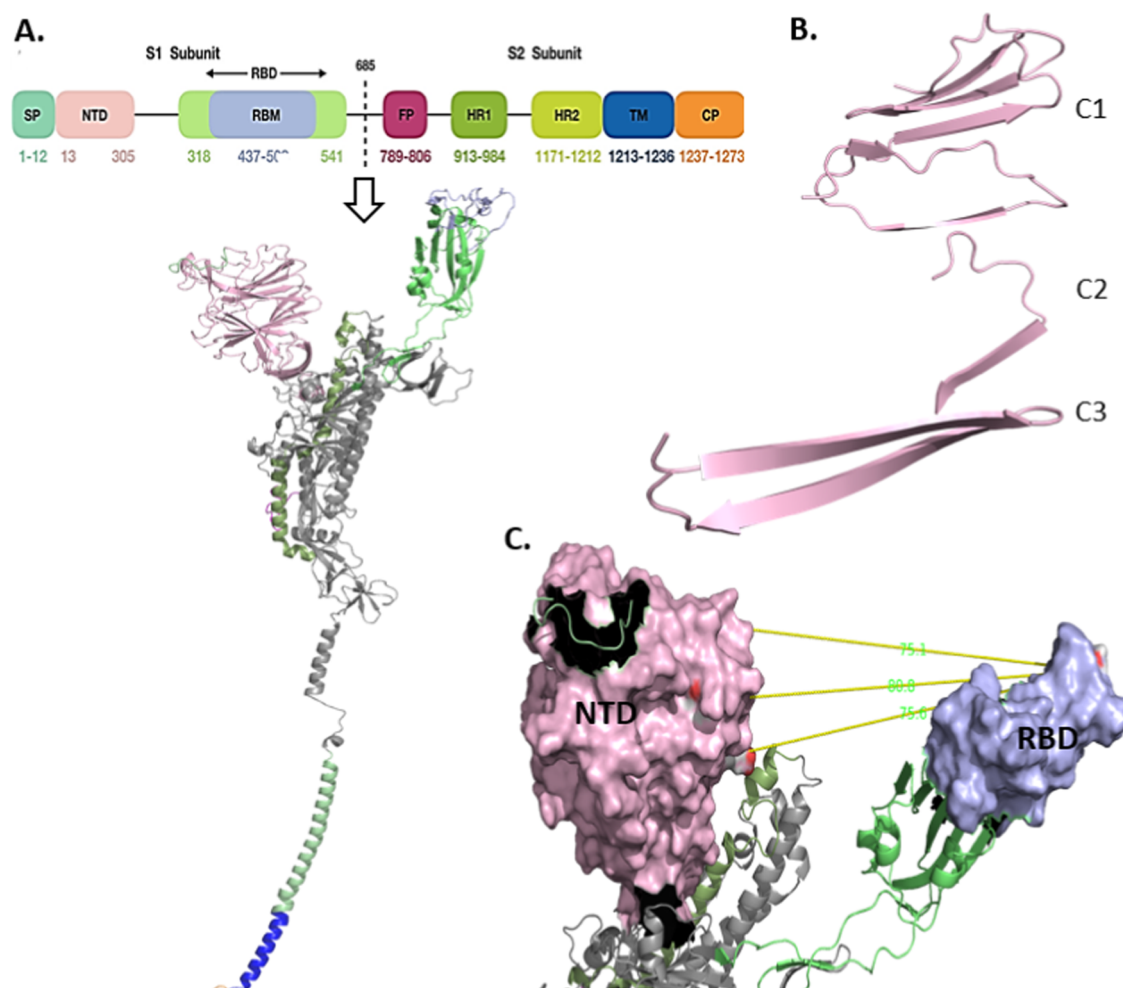 A.
S1 Subunit
S2 Subunit
RBD
685
SP
NTD
RBM
FP
HR1
HR2
TM
CP
1-12
13
305
318
541
789-806
913-984
1171-1212
1213-1236
1237-1273
B.
C1
C2
C3
C.
75.1
80.8
75.6
NTD
RBD